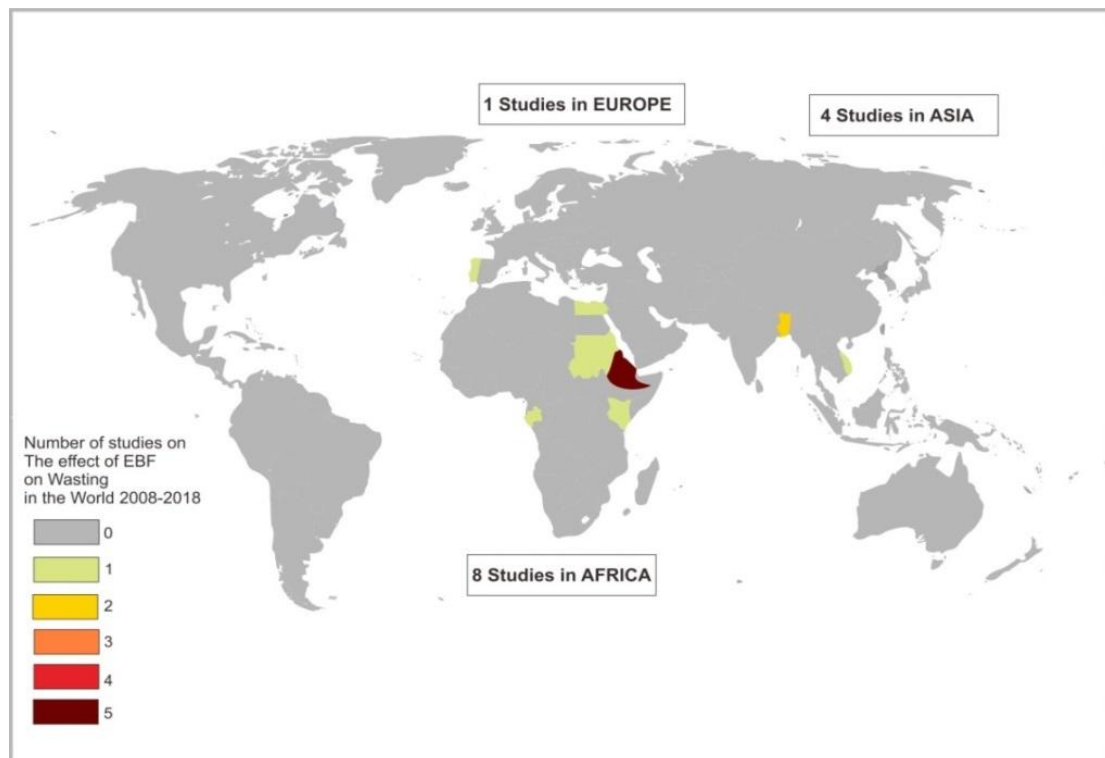 1 Studies in EUROPE
4 Studies in ASIA
Number of studies on
The effect of EBF
on Wasting
in the World 2008-2018
0
1
2
3
4
5
8 Studies in AFRICA